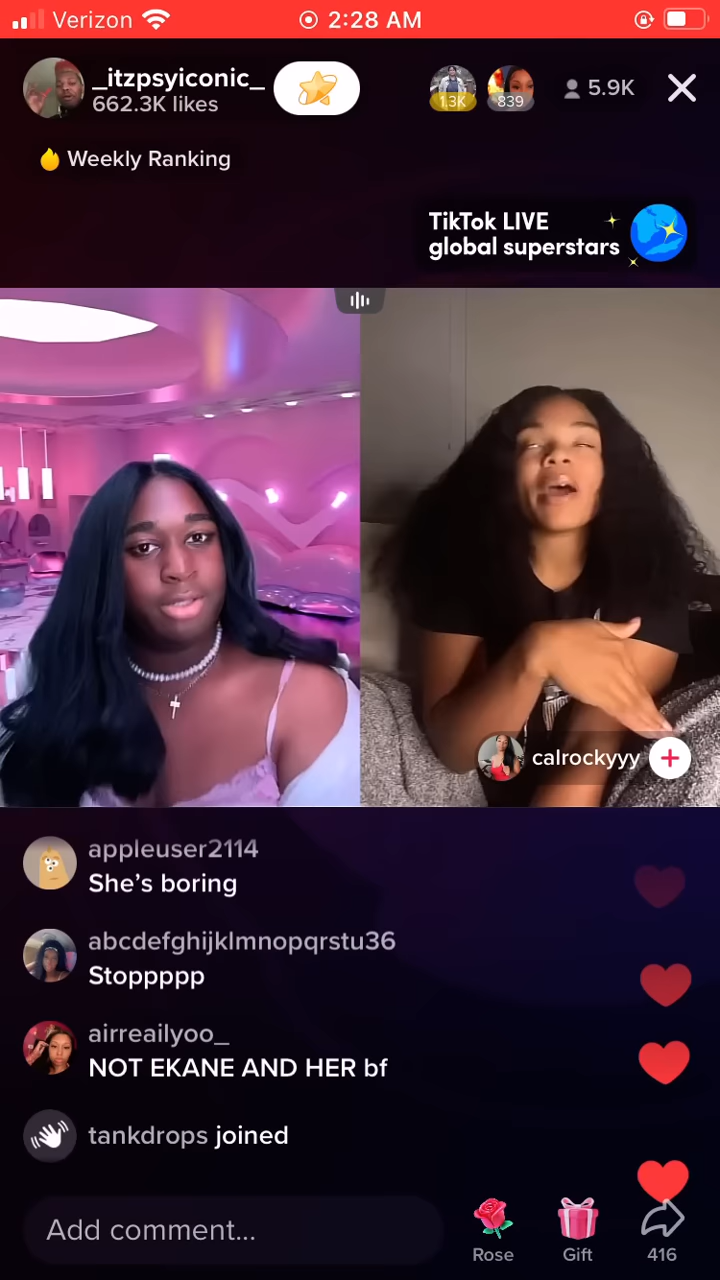 Verizon 2:28 AM
_itzpsyiconic_
662.3K likes
1.3K
839
5.9K
Weekly Ranking
TikTok LIVE
global superstars
calrockyyy
appleuser2114
She's boring
abcdefghijklmnopqrstu36
Stoppppp
airreailyoo_
NOT EKANE AND HER bf
tankdrops joined
Add comment...
Rose
Gift
416